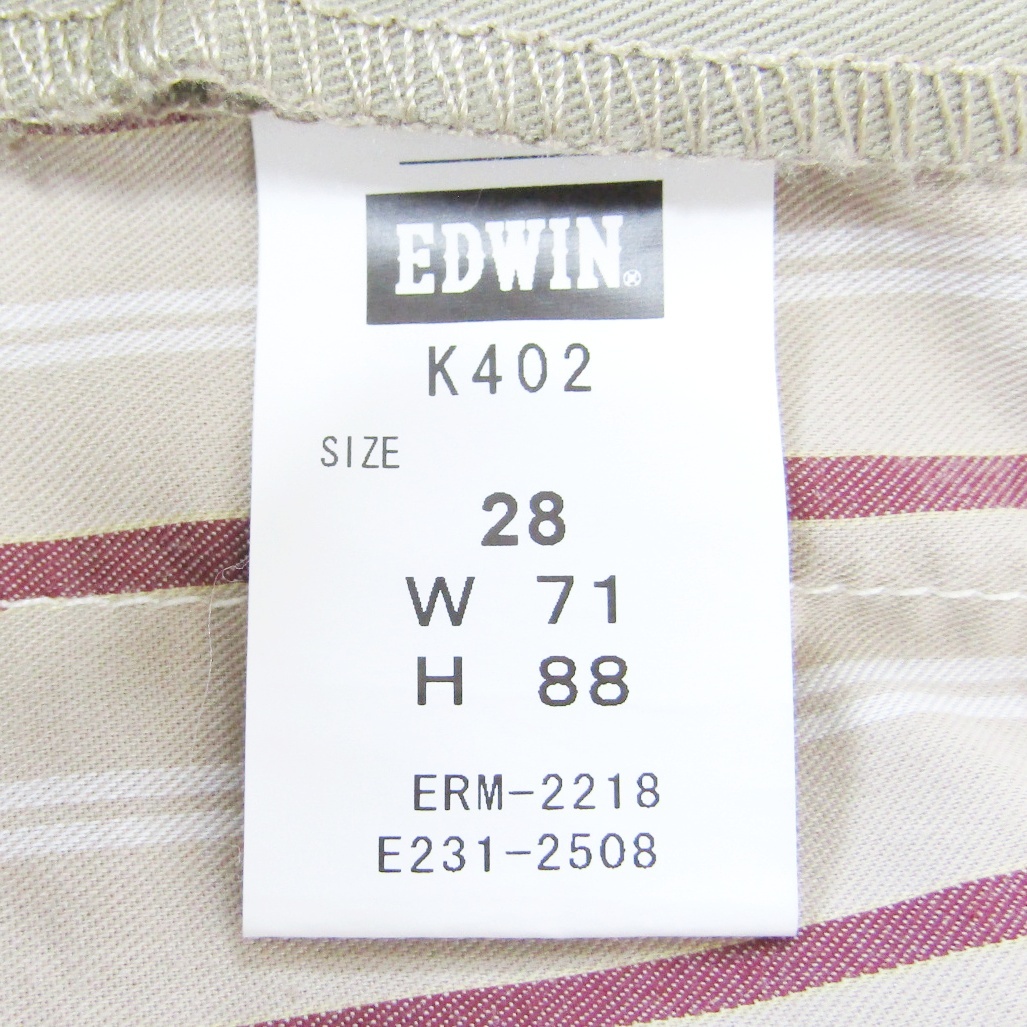 EDWIN®
K402
SIZE
28
W 71
H 88
ERM-2218
E231-2508